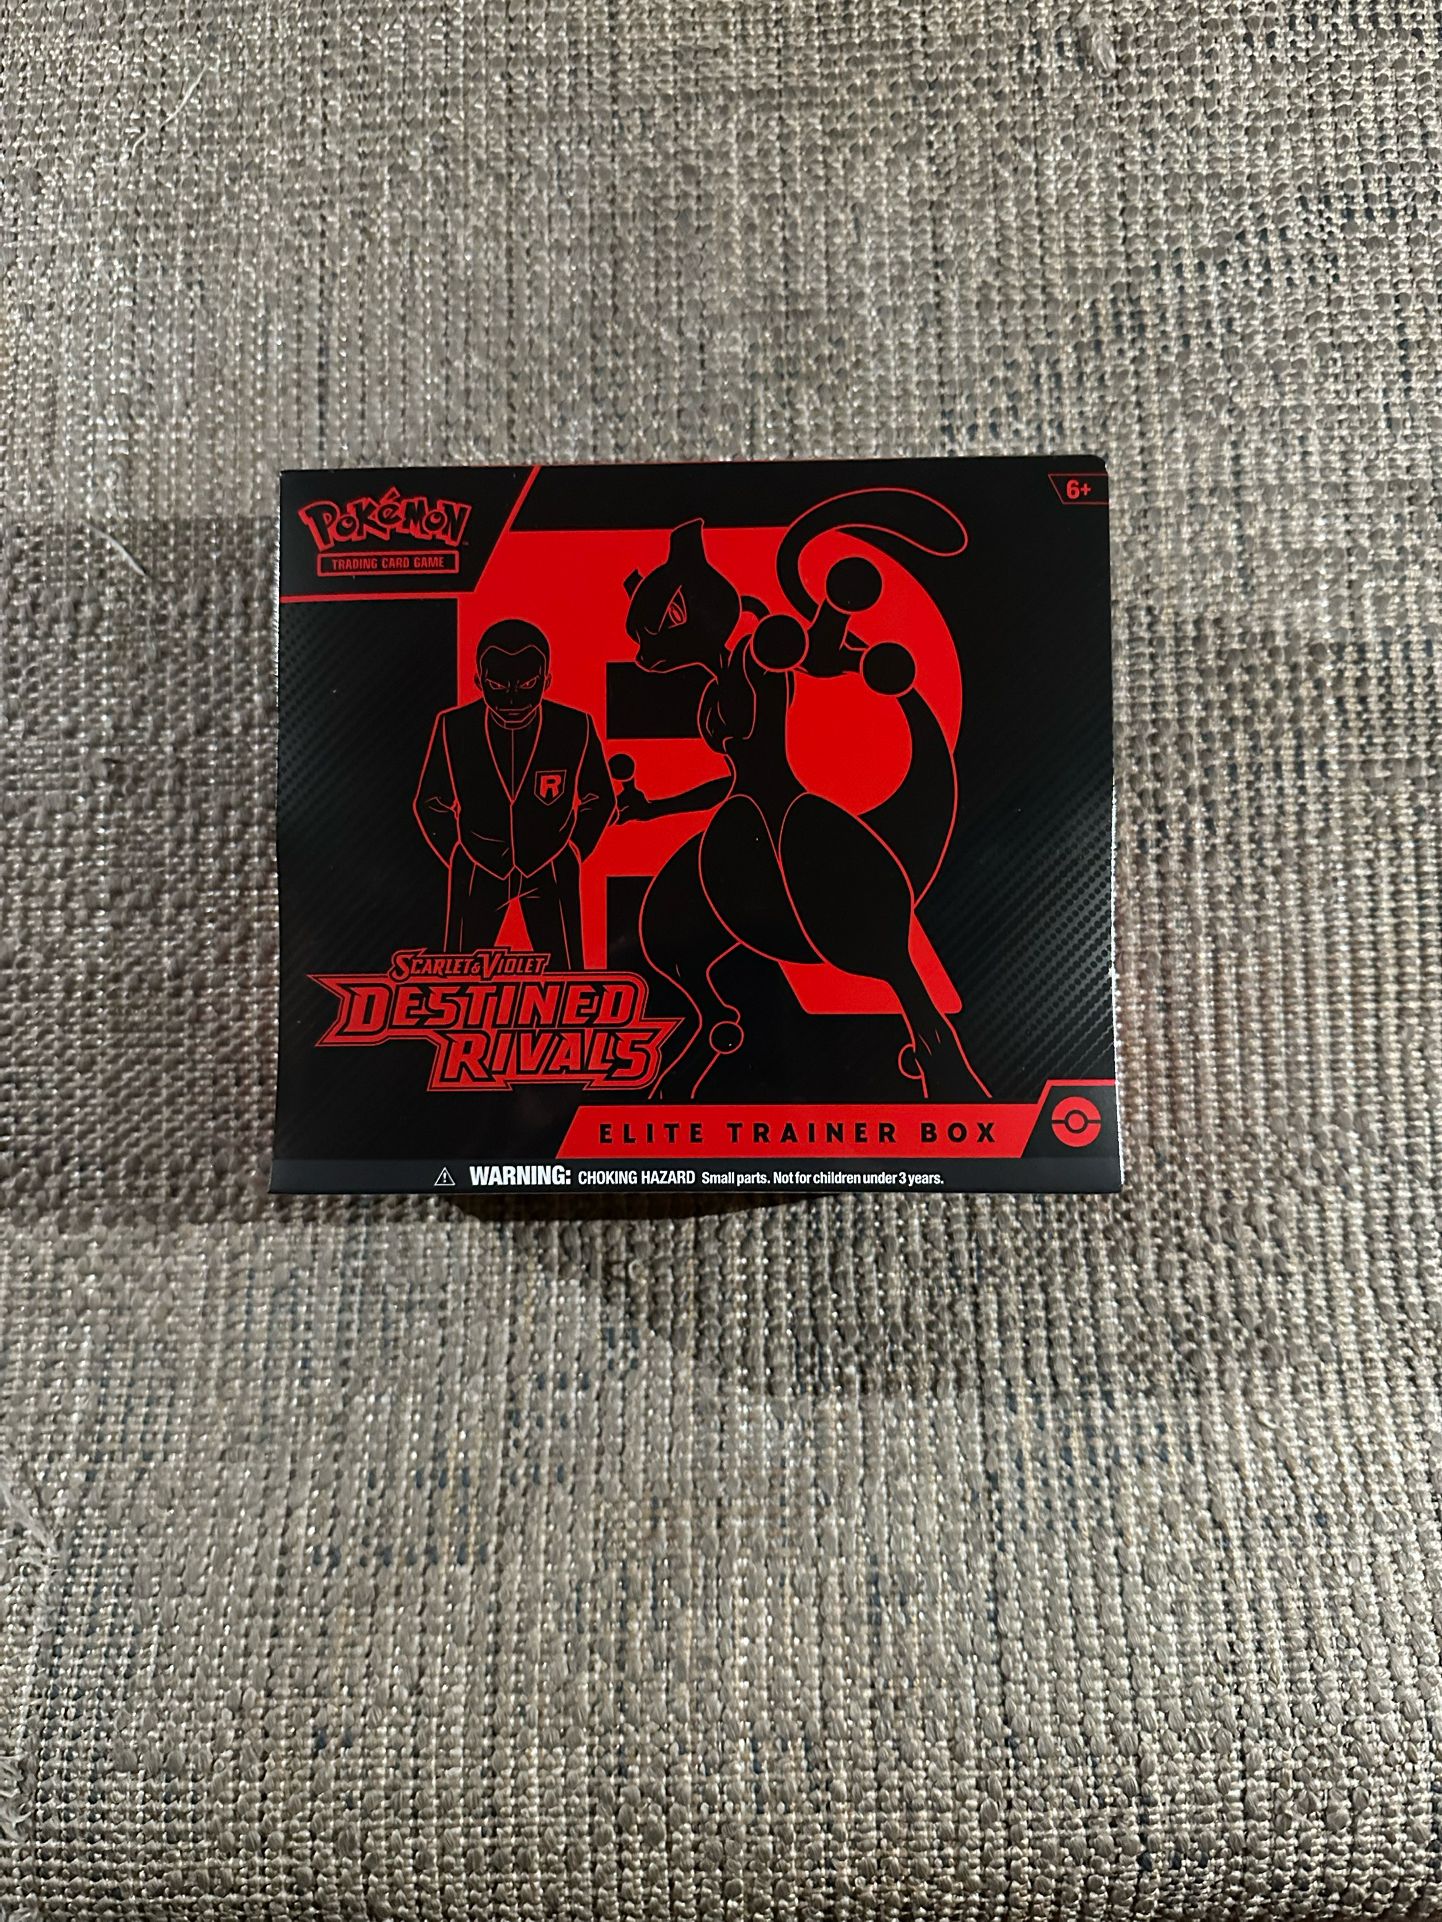 POKéMON
TRADING CARD GAME
6+
R
SCARLET & VIOLET
DESTINED
RIVALS
ELITE TRAINER BOX
WARNING: CHOKING HAZARD Small parts. Not for children under 3 years.